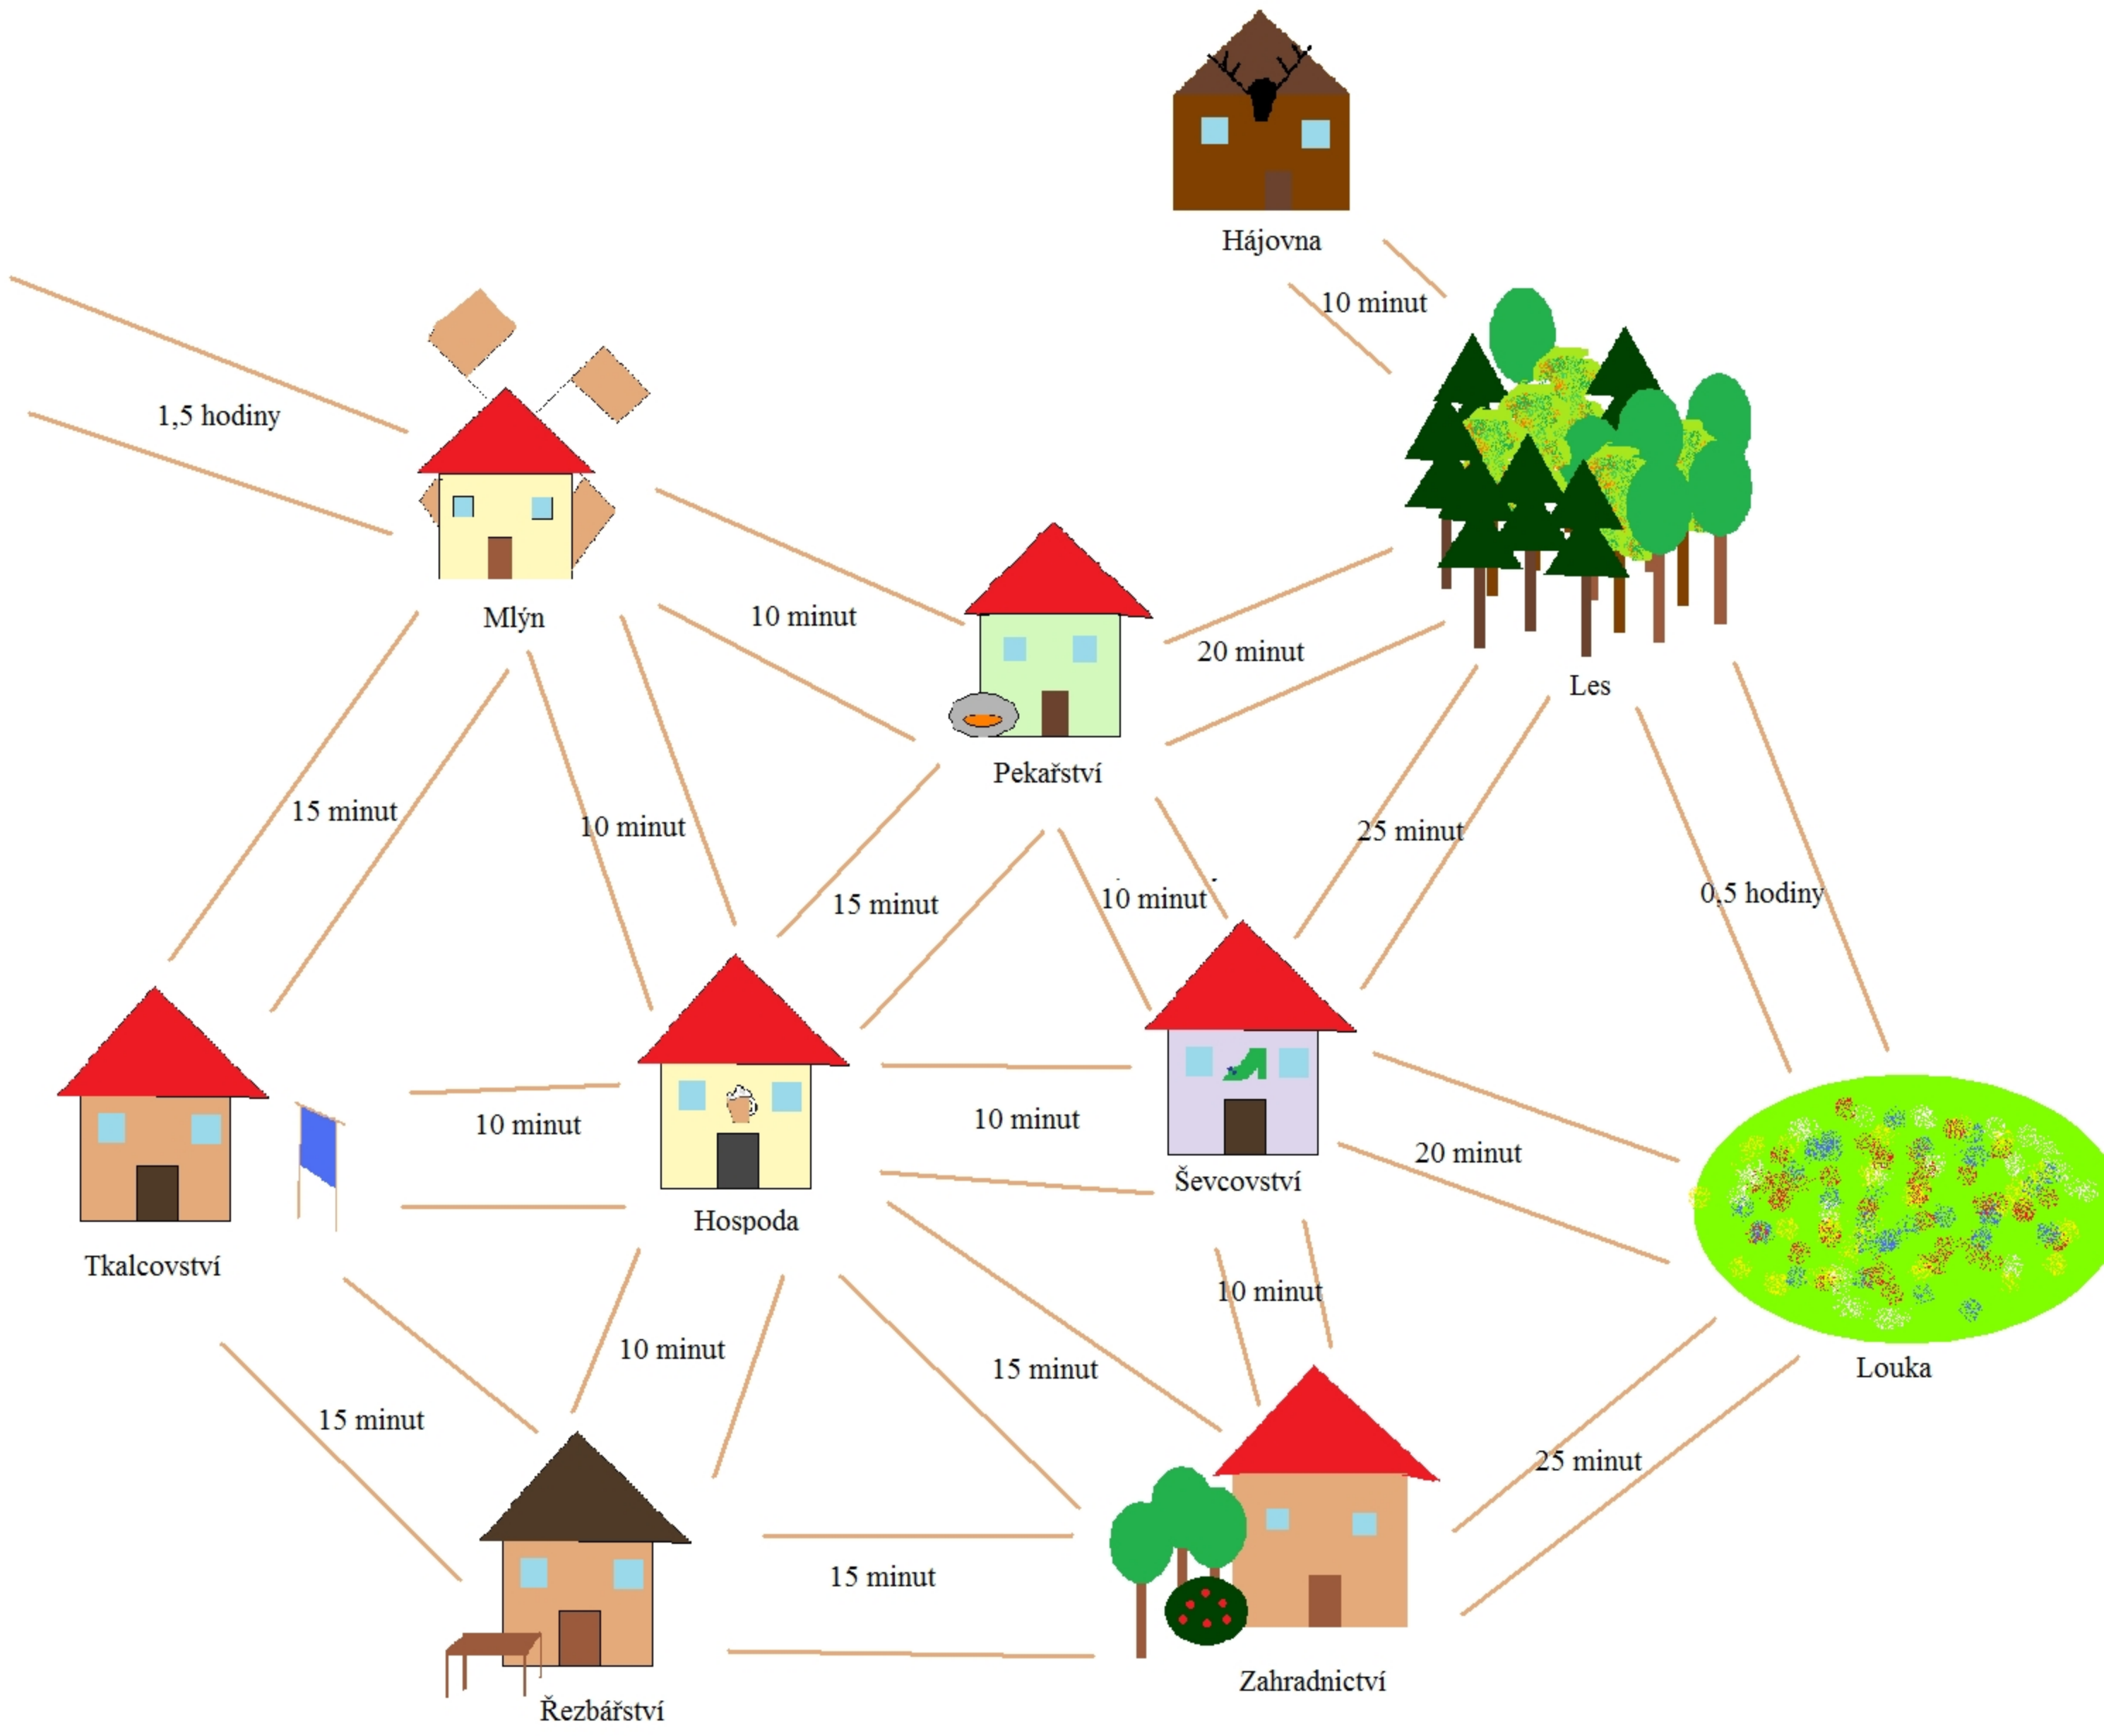 Hájovna
10 minut
1,5 hodiny
Mlýn
10 minut
20 minut
Les
Pekařství
15 minut
10 minut
25 minut
15 minut
10 minut
0,5 hodiny
10 minut
10 minut
20 minut
Ševcovství
Hospoda
Tkalcovství
10 minut
10 minut
15 minut
Louka
15 minut
25 minut
15 minut
Zahradnictví
Řezbářství